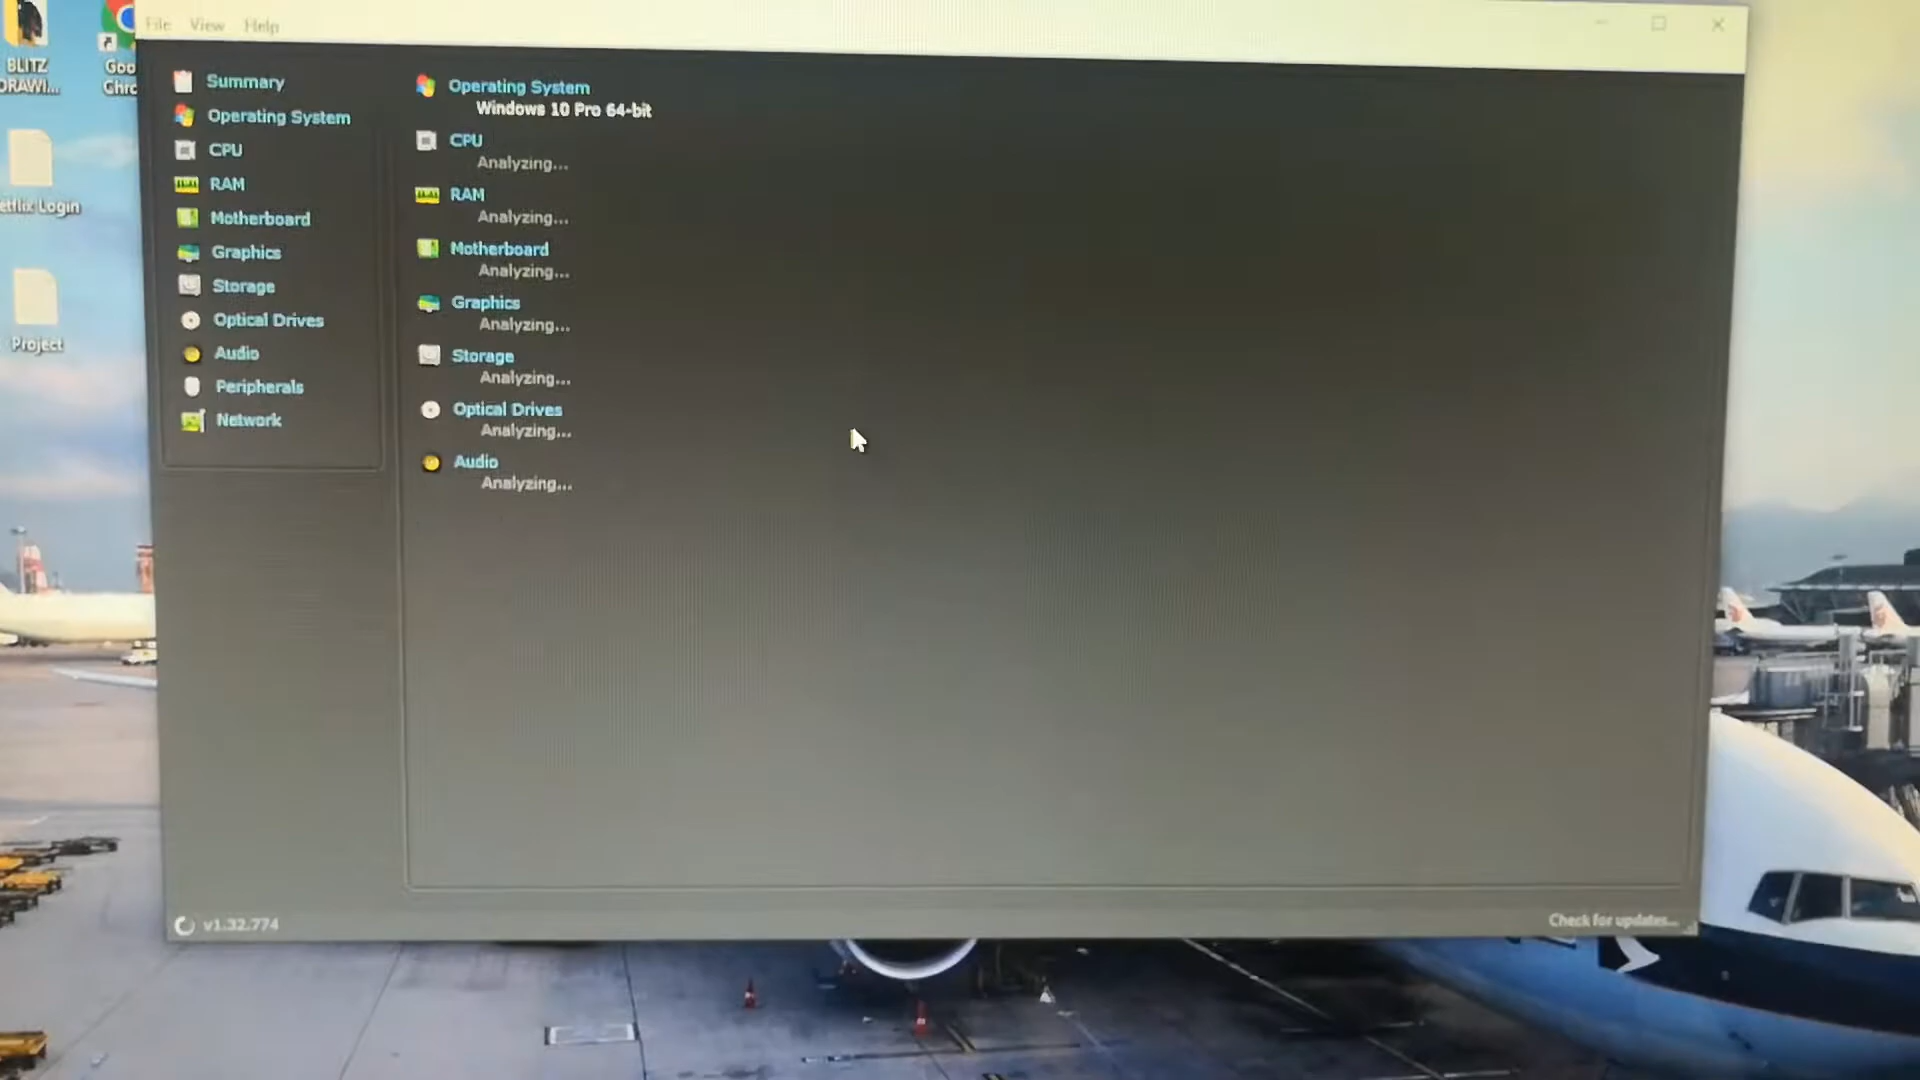 File View Help
BLITZ
DRAWI...
Goo
Chro
etflix Login
Project
Summary
Operating System
CPU
RAM
Motherboard
Graphics
Storage
Optical Drives
Audio
Peripherals
Network
Operating System
Windows 10 Pro 64-bit
CPU
Analyzing...
RAM
Analyzing...
Motherboard
Analyzing...
Graphics
Analyzing...
Storage
Analyzing...
Optical Drives
Analyzing...
Audio
Analyzing...
v1.32.774
Check for updates...